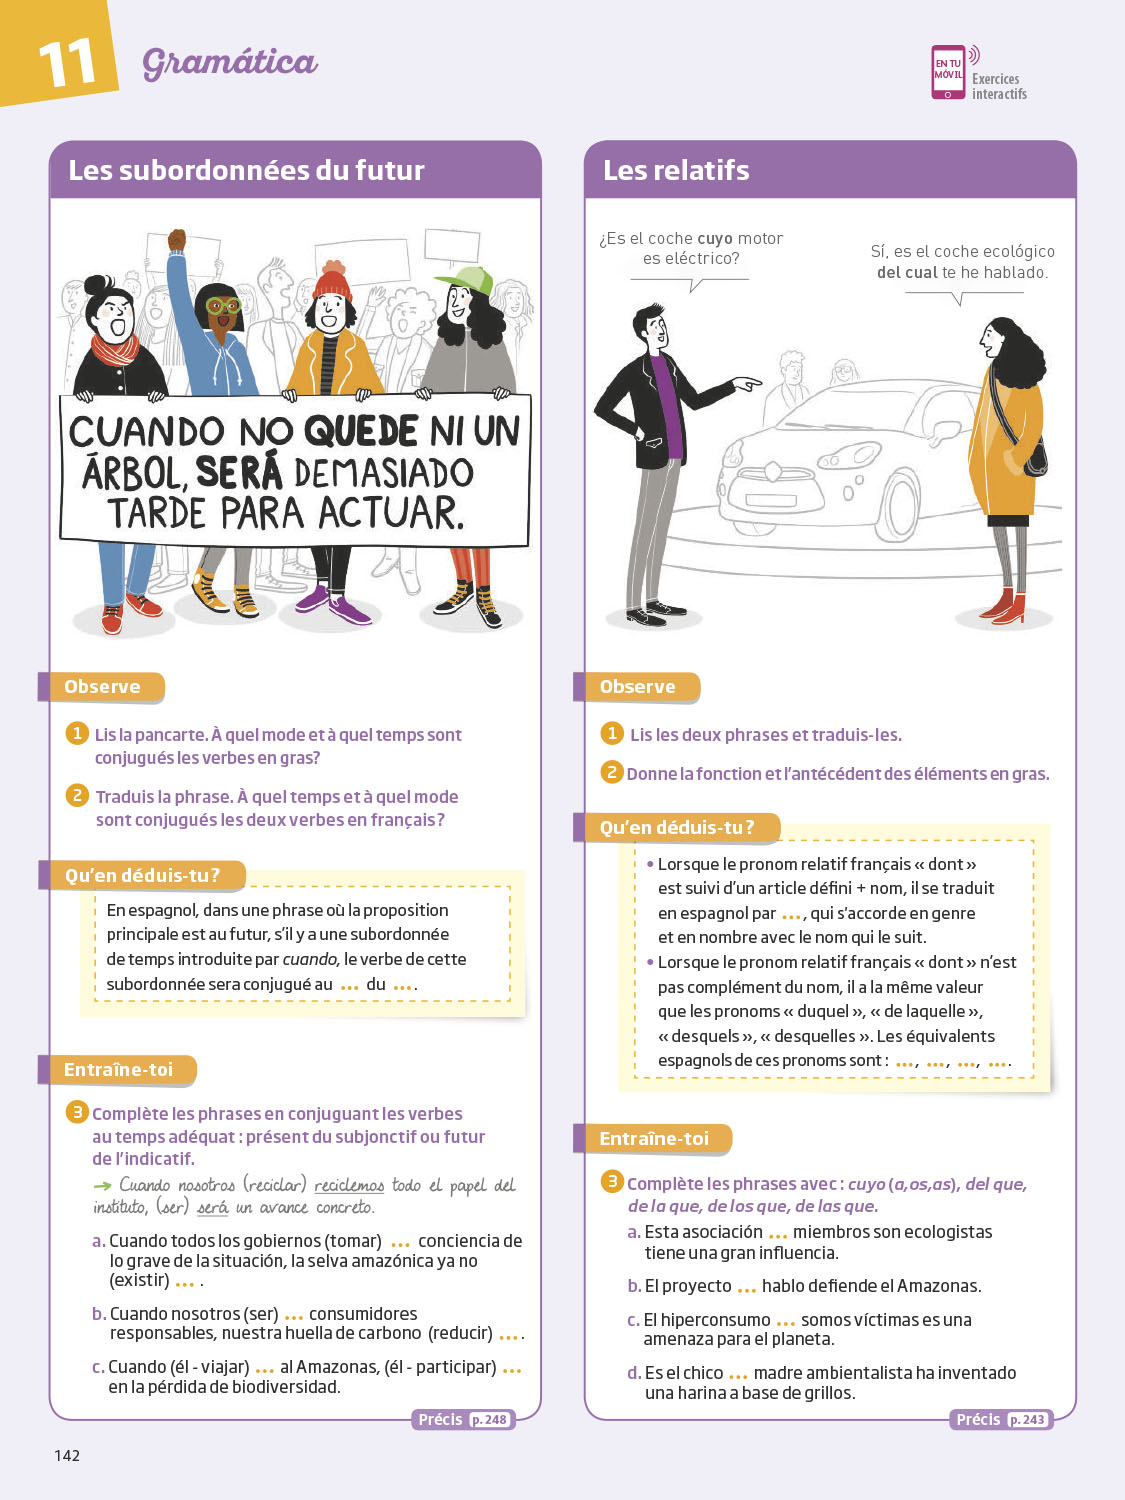 11
Gramática
EN TU
MÓVIL
Exercices
interactifs
Les subordonnées du futur
CUANDO NO QUEDE NI UN
ÁRBOL, SERÁ DEMASIADO
TARDE PARA ACTUAR.
Observe
1 Lis la pancarte. À quel mode et à quel temps sont
conjugués les verbes en gras?
2 Traduis la phrase. À quel temps et à quel mode
sont conjugués les deux verbes en français ?
Qu'en déduis-tu ?
En espagnol, dans une phrase où la proposition
principale est au futur, s'il y a une subordonnée
de temps introduite par cuando, le verbe de cette
subordonnée sera conjugué au ... du ... .
Entraîne-toi
3 Complète les phrases en conjuguant les verbes
au temps adéquat : présent du subjonctif ou futur
de l'indicatif.
→ Cuando nosotros (reciclar) reciclemos todo el papel del
instituto, (ser) será un avance concreto.
a. Cuando todos los gobiernos (tomar) ... conciencia de
lo grave de la situación, la selva amazónica ya no
(existir) ... .
b. Cuando nosotros (ser) ... consumidores
responsables, nuestra huella de carbono (reducir) ... .
c. Cuando (él - viajar) ... al Amazonas, (él - participar) ...
en la pérdida de biodiversidad.
Précis p. 248
Les relatifs
¿Es el coche cuyo motor
es eléctrico?
Sí, es el coche ecológico
del cual te he hablado.
Observe
1 Lis les deux phrases et traduis-les.
2 Donne la fonction et l'antécédent des éléments en gras.
Qu'en déduis-tu ?
• Lorsque le pronom relatif français « dont »
est suivi d'un article défini + nom, il se traduit
en espagnol par ... , qui s'accorde en genre
et en nombre avec le nom qui le suit.
• Lorsque le pronom relatif français « dont » n'est
pas complément du nom, il a la même valeur
que les pronoms « duquel », « de laquelle »,
« desquels », « desquelles ». Les équivalents
espagnols de ces pronoms sont : ... , ... , ... , ... .
Entraîne-toi
3 Complète les phrases avec : cuyo (a,os,as), del que,
de la que, de los que, de las que.
a. Esta asociación ... miembros son ecologistas
tiene una gran influencia.
b. El proyecto ... hablo defiende el Amazonas.
c. El hiperconsumo ... somos víctimas es una
amenaza para el planeta.
d. Es el chico ... madre ambientalista ha inventado
una harina a base de grillos.
Précis p. 243
142